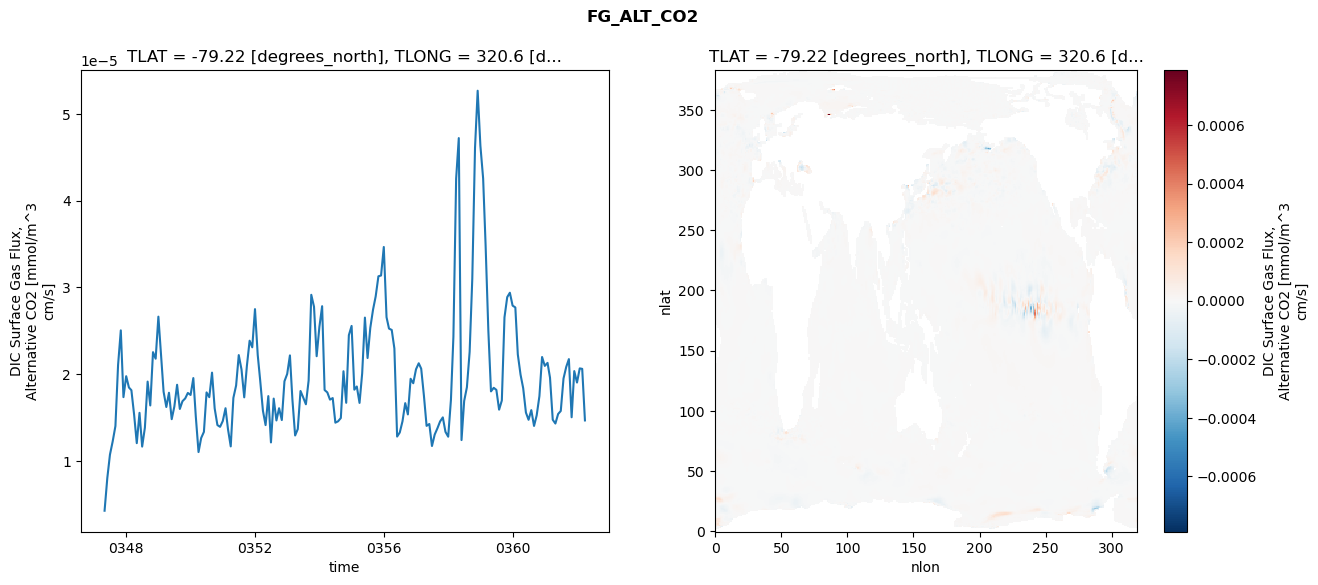 FG_ALT_CO2
TLAT = -79.22 [degrees_north], TLONG = 320.6 [d...
1e−5
5
4
3
2
1
0348
0352
0356
0360
time
DIC Surface Gas Flux,
Alternative CO2 [mmol/m^3
cm/s]
TLAT = -79.22 [degrees_north], TLONG = 320.6 [d...
350
300
250
200
150
100
50
0
nlat
0
50
100
150
200
250
300
nlon
0.0006
0.0004
0.0002
0.0000
−0.0002
−0.0004
−0.0006
DIC Surface Gas Flux,
Alternative CO2 [mmol/m^3
cm/s]